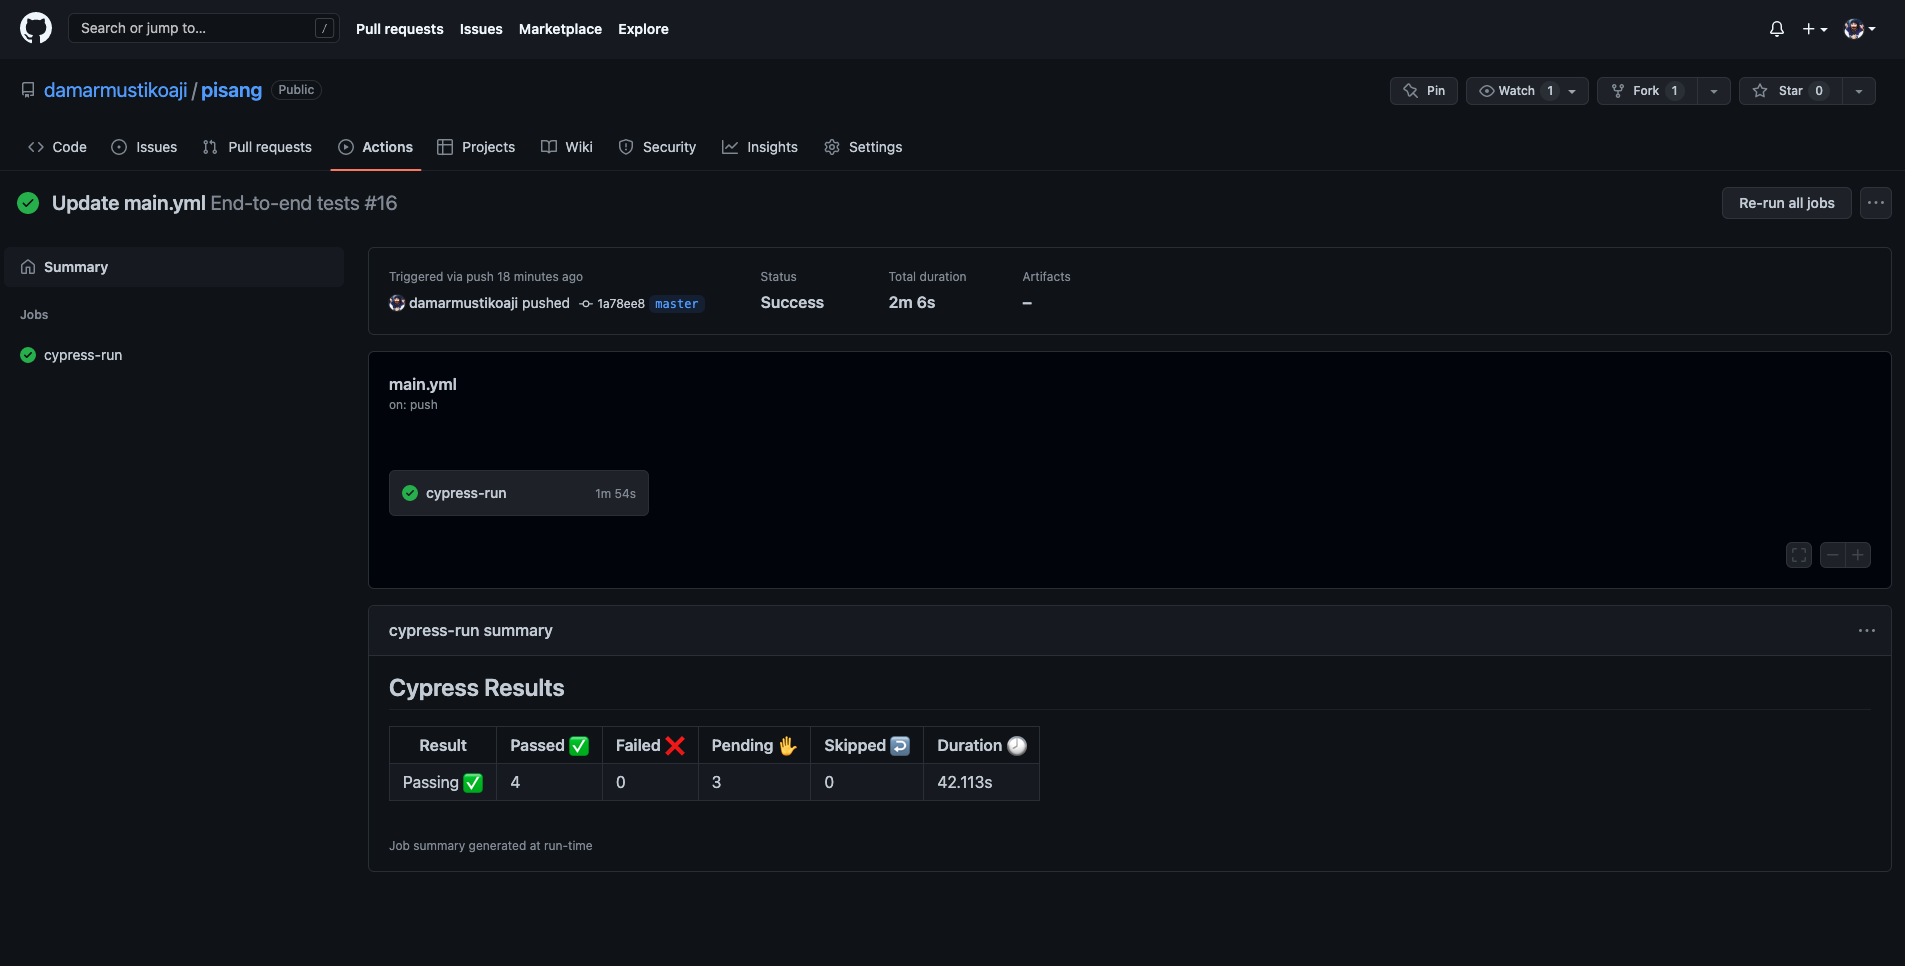 Search or jump to... /
Pull requests Issues Marketplace Explore
damarmustikoaji / pisang Public
Pin Watch 1 Fork 1 Star 0
Code Issues Pull requests Actions Projects Wiki Security Insights Settings
Update main.yml End-to-end tests #16
Re-run all jobs
Summary
Jobs
cypress-run
Triggered via push 18 minutes ago Status Total duration Artifacts
damarmustikoaji pushed 1a78ee8 master Success 2m 6s –
main.yml
on: push
cypress-run 1m 54s
cypress-run summary
Cypress Results
Result Passed ✅ Failed ❌ Pending 🖐 Skipped ↩️ Duration 🕗
Passing ✅ 4 0 3 0 42.113s
Job summary generated at run-time